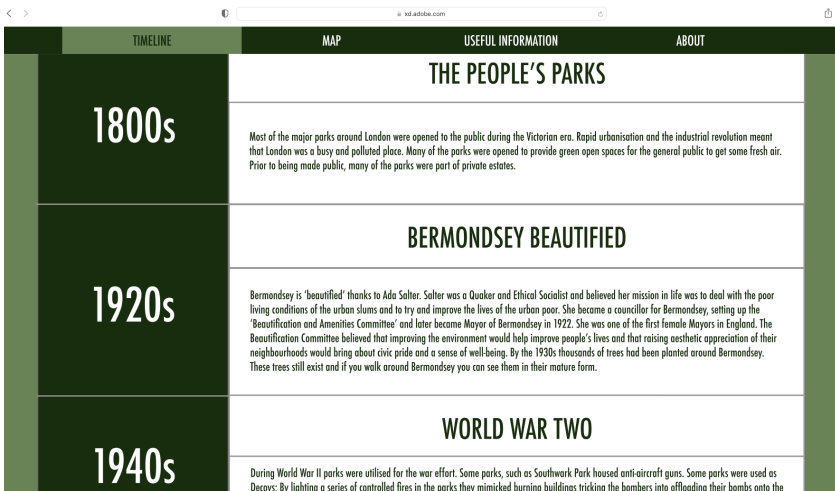 xd.adobe.com
TIMELINE
MAP
USEFUL INFORMATION
ABOUT
THE PEOPLE'S PARKS
1800s
Most of the major parks around London were opened to the public during the Victorian era. Rapid urbanisation and the industrial revolution meant
that London was a busy and polluted place. Many of the parks were opened to provide green open spaces for the general public to get some fresh air.
Prior to being made public, many of the parks were part of private estates.
BERMONDSEY BEAUTIFIED
1920s
Bermondsey is ‘beautified’ thanks to Ada Salter. Salter was a Quaker and Ethical Socialist and believed her mission in life was to deal with the poor
living conditions of the urban slums and to try and improve the lives of the urban poor. She became a councillor for Bermondsey, setting up the
‘Beautification and Amenities Committee’ and later became Mayor of Bermondsey in 1922. She was one of the first female Mayors in England. The
Beautification Committee believed that improving the environment would help improve people’s lives and that raising aesthetic appreciation of their
neighbourhoods would bring about civic pride and a sense of well-being. By the 1930s thousands of trees had been planted around Bermondsey.
These trees still exist and if you walk around Bermondsey you can see them in their mature form.
WORLD WAR TWO
1940s
During World War II parks were utilised for the war effort. Some parks, such as Southwark Park housed anti-aircraft guns. Some parks were used as
Decoys: By lighting a series of controlled fires in the parks they mimicked burning buildings tricking the bombers into offloading their bombs onto the